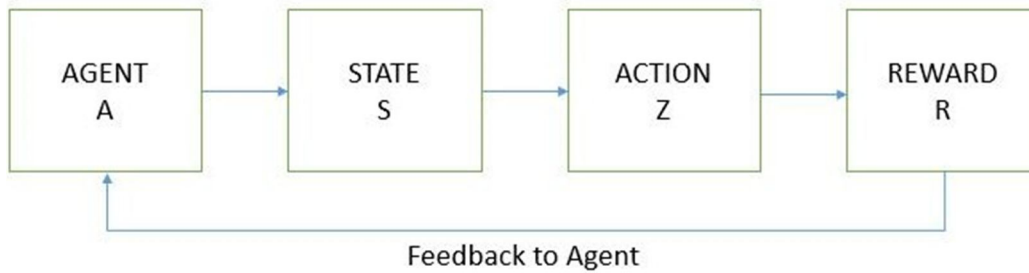 AGENT
A
STATE
S
ACTION
Z
REWARD
R
Feedback to Agent